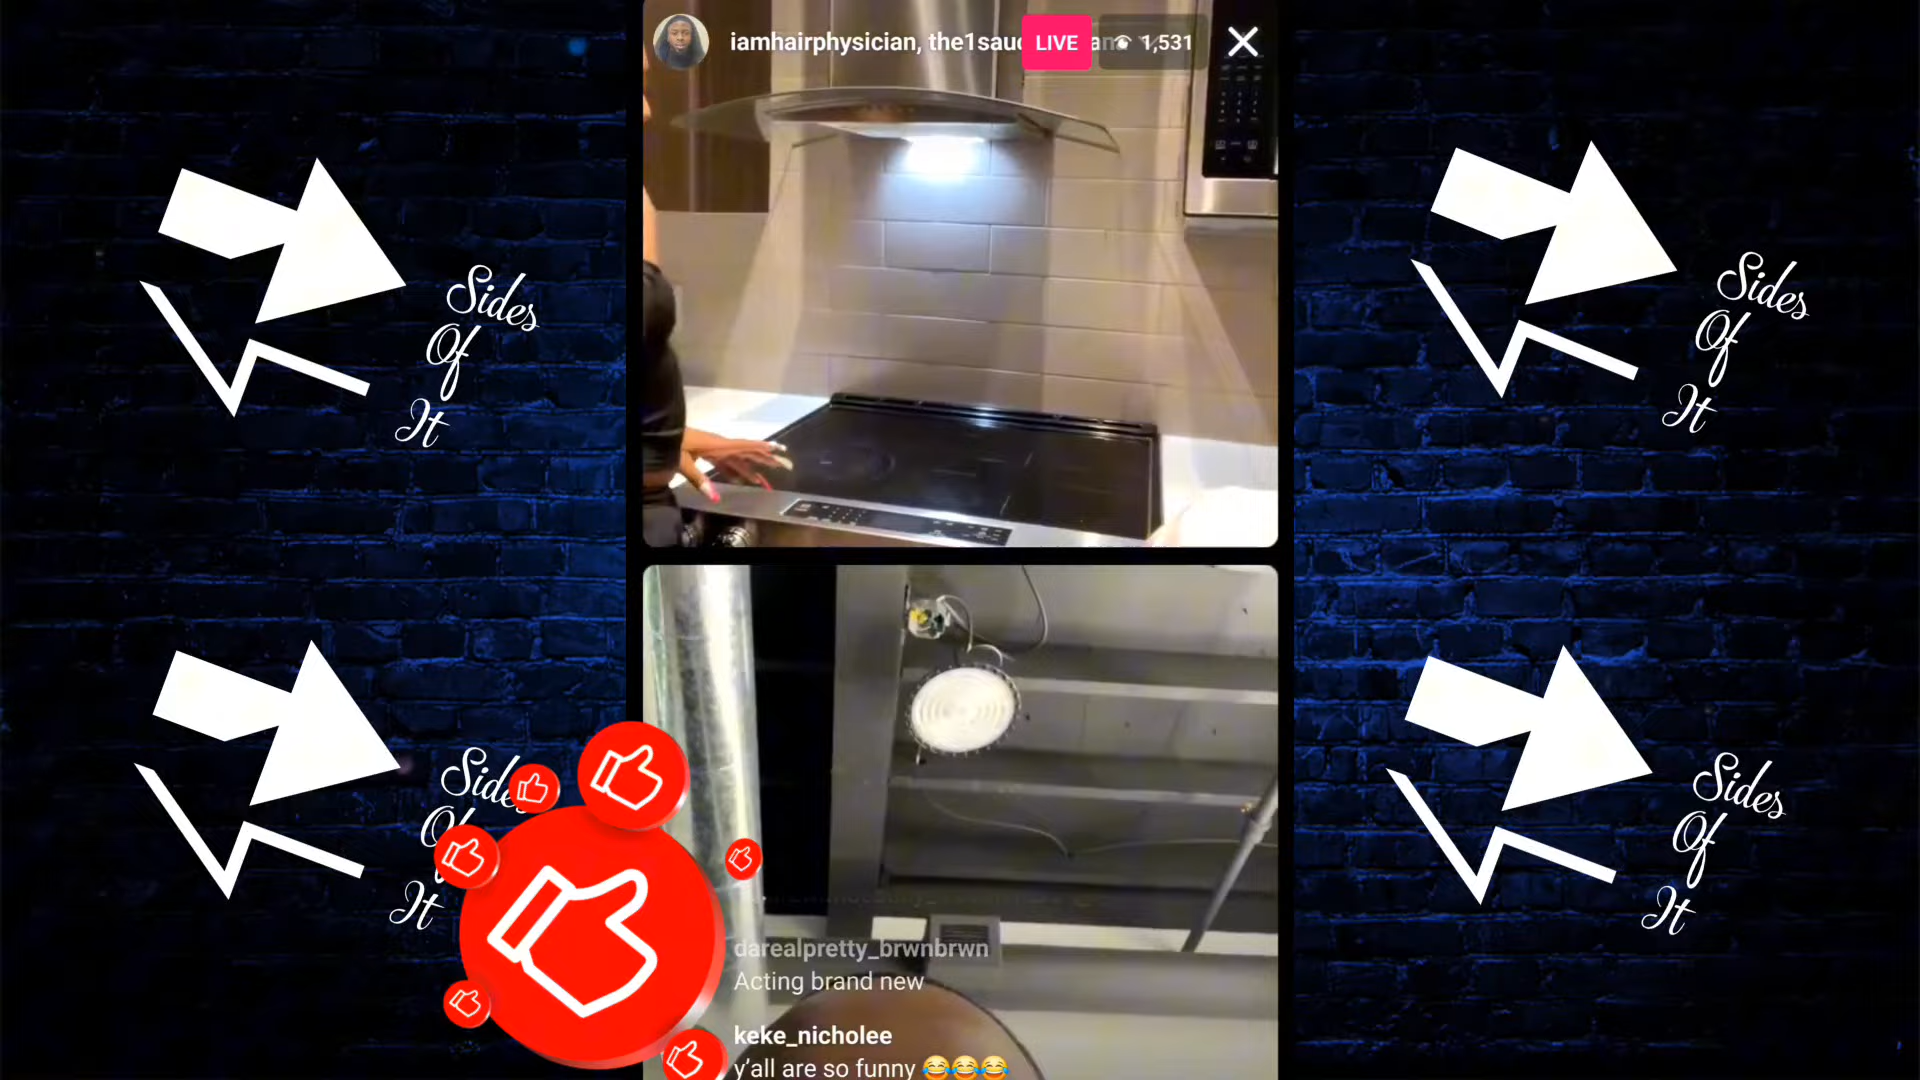 iamhairphysician, the1sauc
LIVE
1,531
Sides
Of
It
Sides
Of
It
Sides
Of
It
Sides
Of
It
darealpretty_brwnbrwn
Acting brand new
keke_nicholee
y'all are so funny 😂😂😂